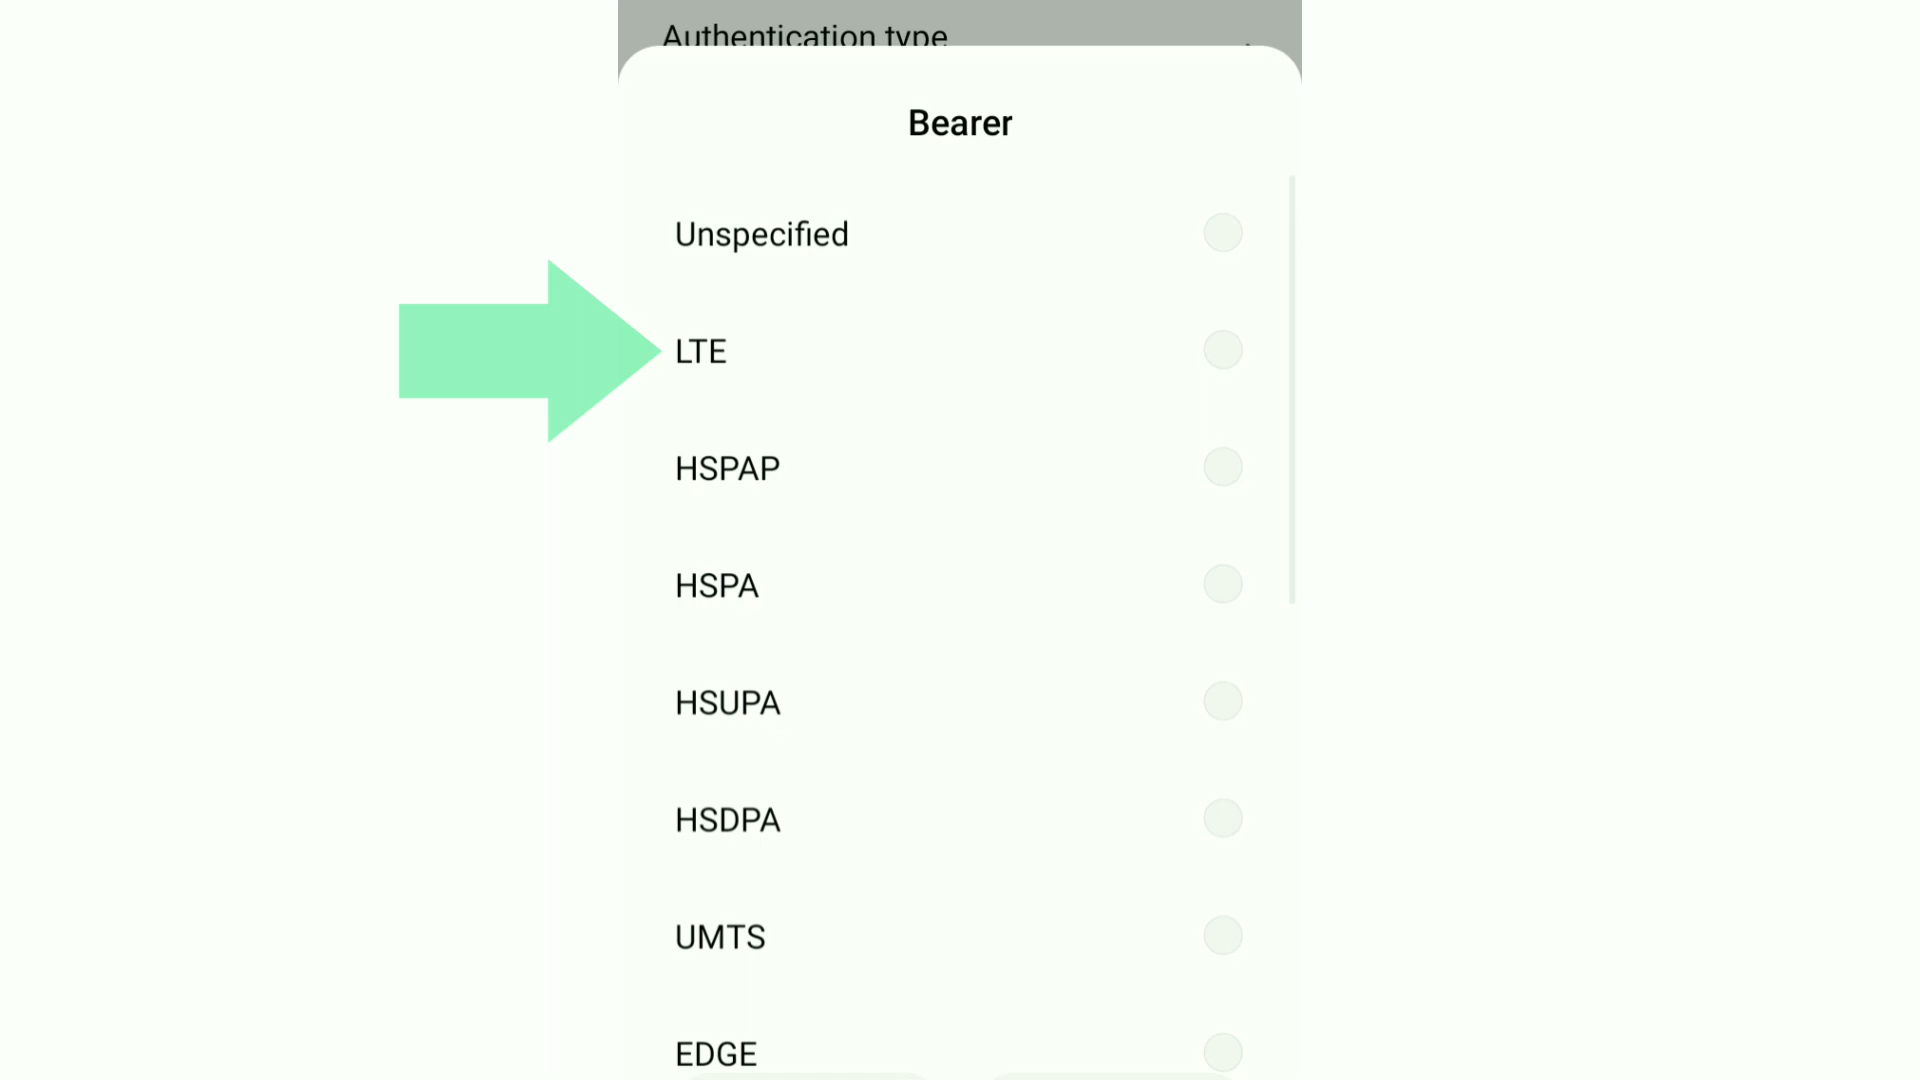 Authentication type
Bearer
Unspecified
LTE
HSPAP
HSPA
HSUPA
HSDPA
UMTS
EDGE